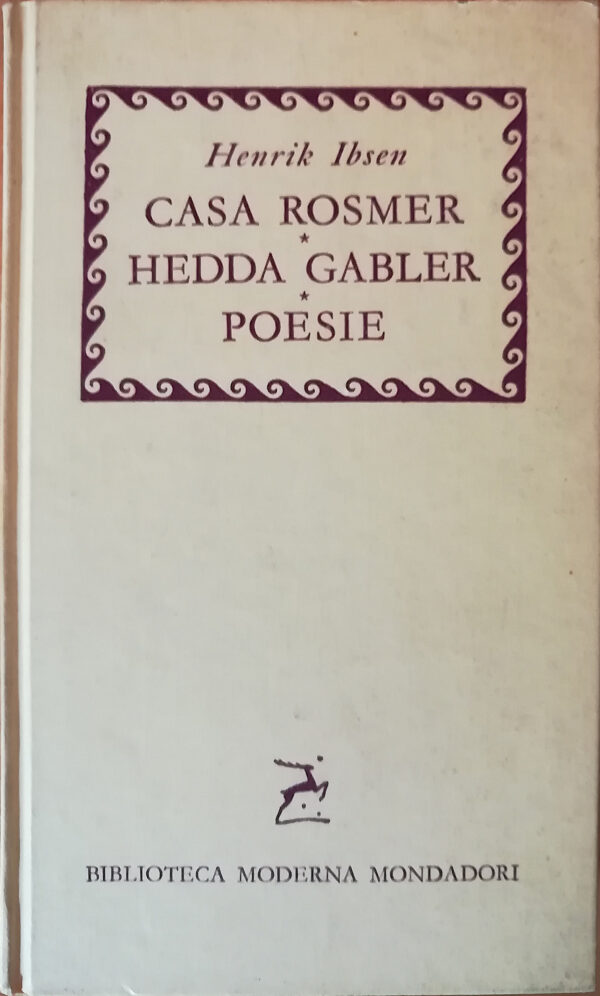 Henrik Ibsen
CASA ROSMER
*
HEDDA GABLER
*
POESIE
BIBLIOTECA MODERNA MONDADORI